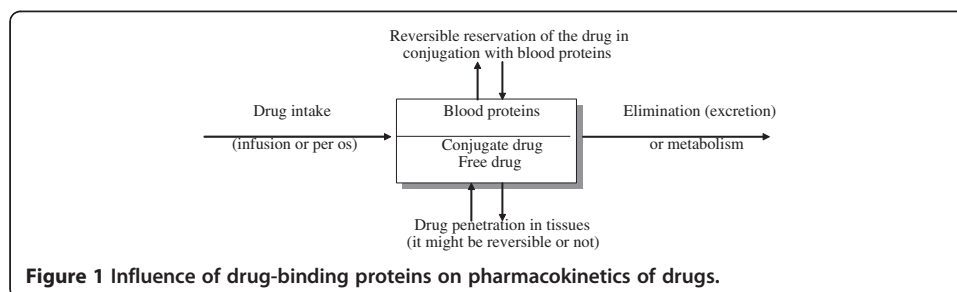 Reversible reservation of the drug in
conjugation with blood proteins
Drug intake
(infusion or per os)
Blood proteins
Conjugate drug
Free drug
Elimination (excretion)
or metabolism
Drug penetration in tissues
(it might be reversible or not)
Figure 1 Influence of drug-binding proteins on pharmacokinetics of drugs.